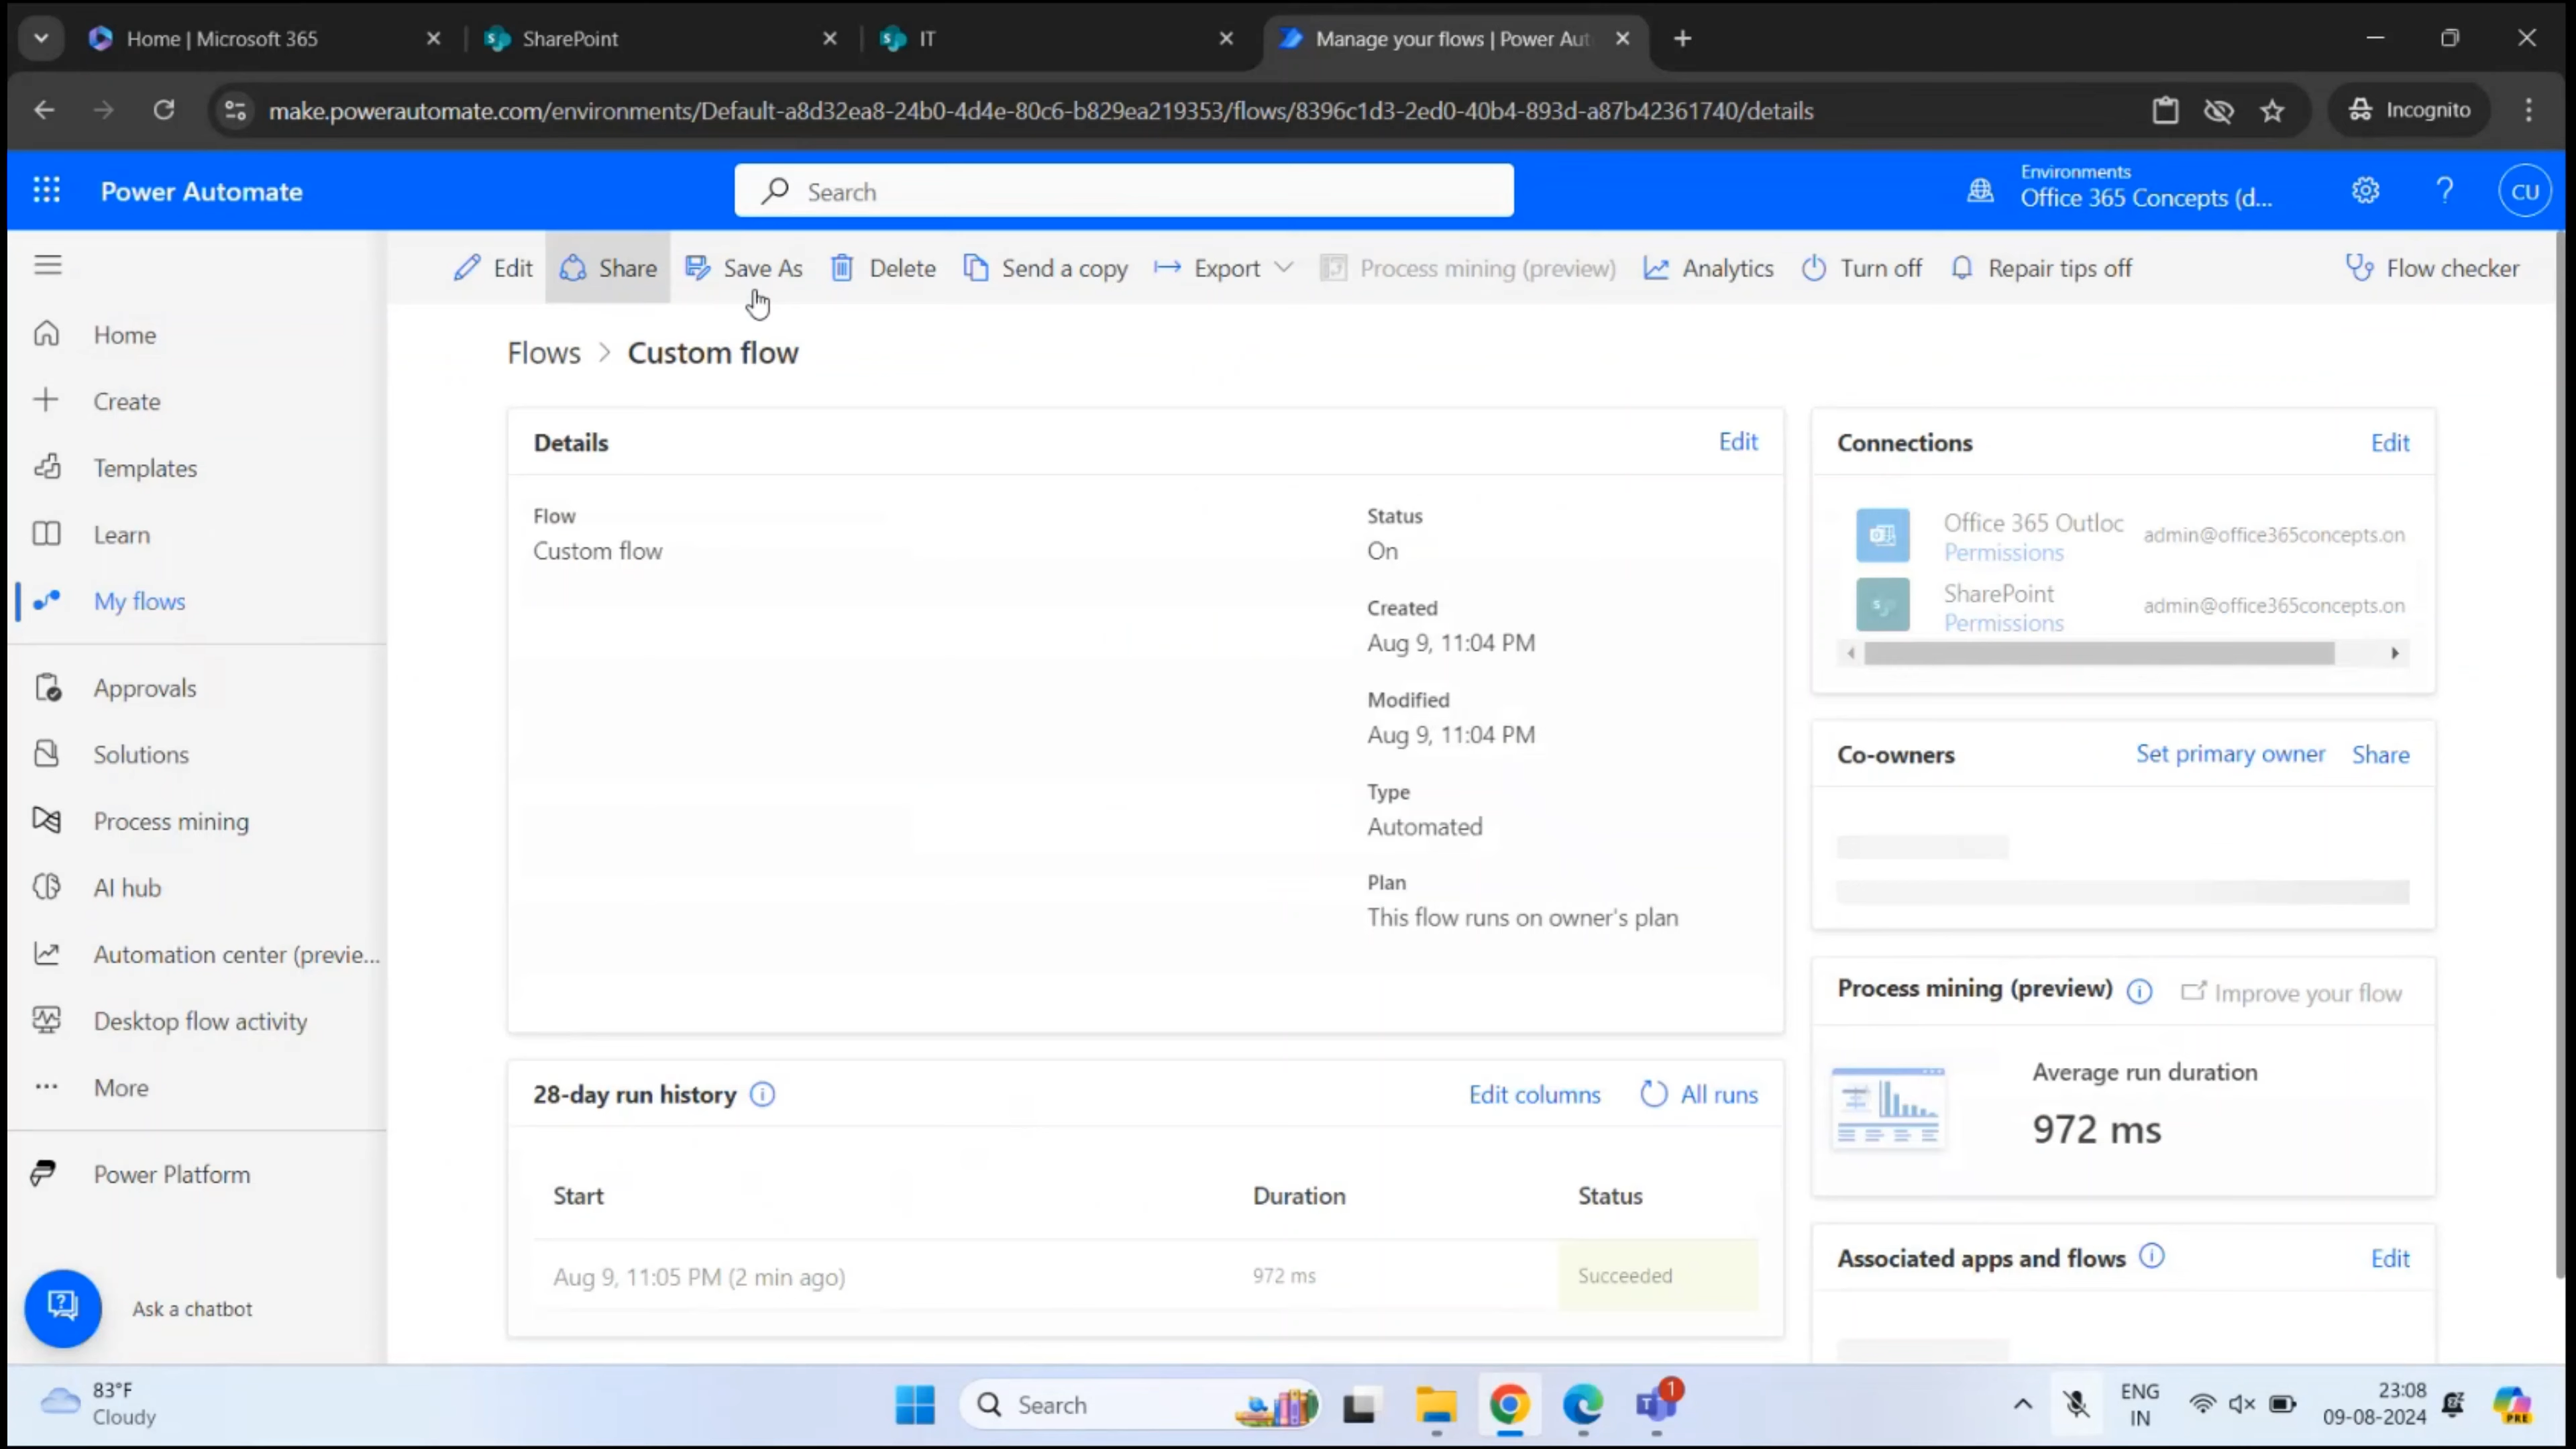 Home | Microsoft 365
SharePoint
IT
Manage your flows | Power Aut
make.powerautomate.com/environments/Default-a8d32ea8-24b0-4d4e-80c6-b829ea219353/flows/8396c1d3-2ed0-40b4-893d-a87b42361740/details
Incognito
Power Automate
Search
Environments
Office 365 Concepts (d...
CU
Edit
Share
Save As
Delete
Send a copy
Export
Process mining (preview)
Analytics
Turn off
Repair tips off
Flow checker
Home
Create
Templates
Learn
My flows
Approvals
Solutions
Process mining
AI hub
Automation center (previe...
Desktop flow activity
More
Power Platform
Ask a chatbot
Flows > Custom flow
Details
Edit
Flow
Custom flow
Status
On
Created
Aug 9, 11:04 PM
Modified
Aug 9, 11:04 PM
Type
Automated
Plan
This flow runs on owner's plan
28-day run history
Edit columns
All runs
Start
Duration
Status
Aug 9, 11:05 PM (2 min ago)
972 ms
Succeeded
Connections
Edit
Office 365 Outloc
admin@office365concepts.on
Permissions
SharePoint
admin@office365concepts.on
Permissions
Co-owners
Set primary owner
Share
Process mining (preview)
Improve your flow
Average run duration
972 ms
Associated apps and flows
Edit
83°F
Cloudy
Search
1
ENG
IN
23:08
09-08-2024
PRE